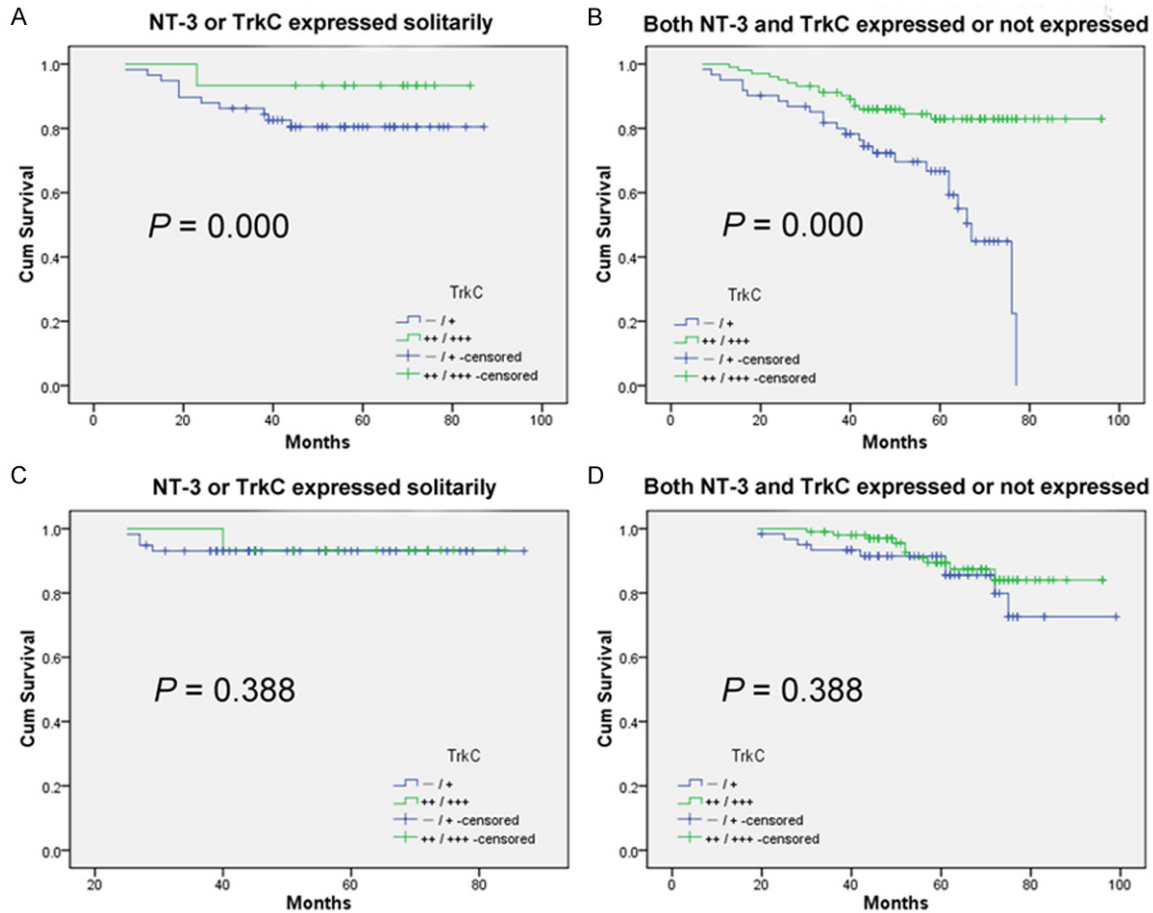 A
NT-3 or TrkC expressed solitarily
Cum Survival
1.0
0.8
0.6
0.4
0.2
0.0
P = 0.000
TrkC
— / +
++ / +++
— / + -censored
++ / +++ -censored
0 20 40 60 80 100
Months
B
Both NT-3 and TrkC expressed or not expressed
Cum Survival
1.0
0.8
0.6
0.4
0.2
0.0
P = 0.000
TrkC
— / +
++ / +++
— / + -censored
++ / +++ -censored
0 20 40 60 80 100
Months
C
NT-3 or TrkC expressed solitarily
Cum Survival
1.0
0.8
0.6
0.4
0.2
0.0
P = 0.388
TrkC
— / +
++ / +++
— / + -censored
++ / +++ -censored
20 40 60 80
Months
D
Both NT-3 and TrkC expressed or not expressed
Cum Survival
1.0
0.8
0.6
0.4
0.2
0.0
P = 0.388
TrkC
— / +
++ / +++
— / + -censored
++ / +++ -censored
0 20 40 60 80 100
Months